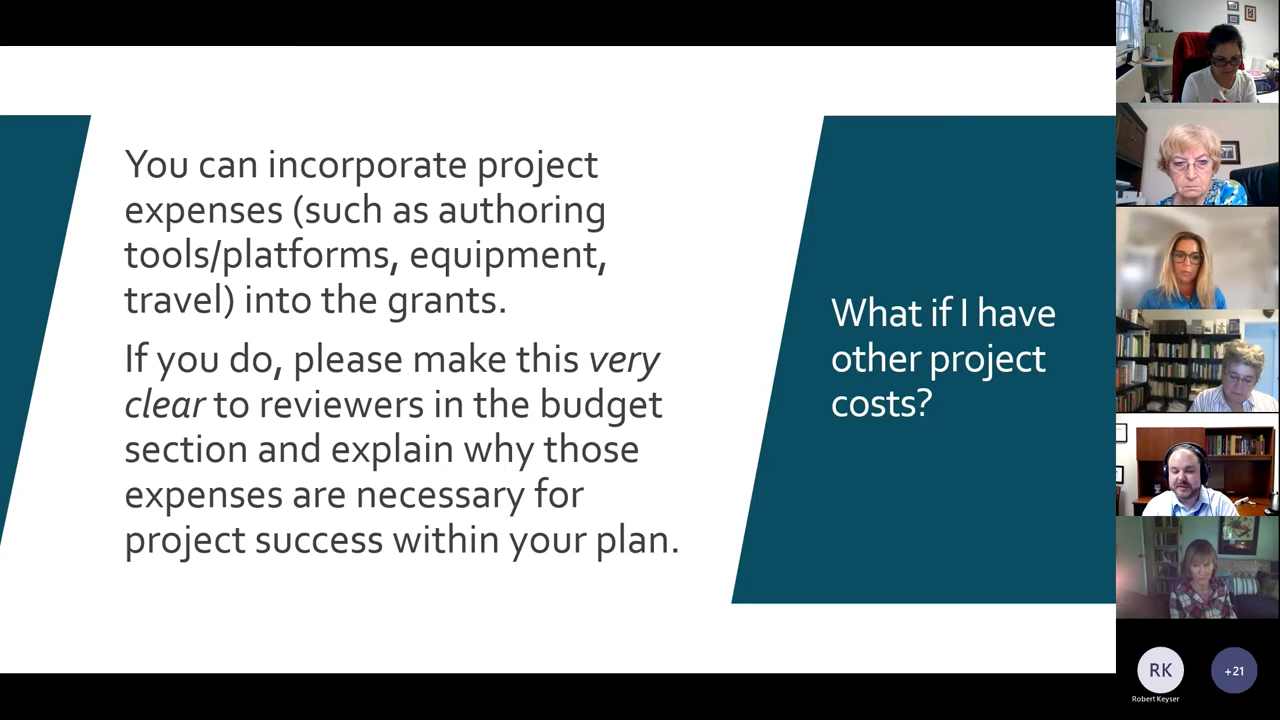 You can incorporate project
expenses (such as authoring
tools/platforms, equipment,
travel) into the grants.
If you do, please make this very
clear to reviewers in the budget
section and explain why those
expenses are necessary for
project success within your plan.
What if I have
other project
costs?
RK
+21
Robert Keyser